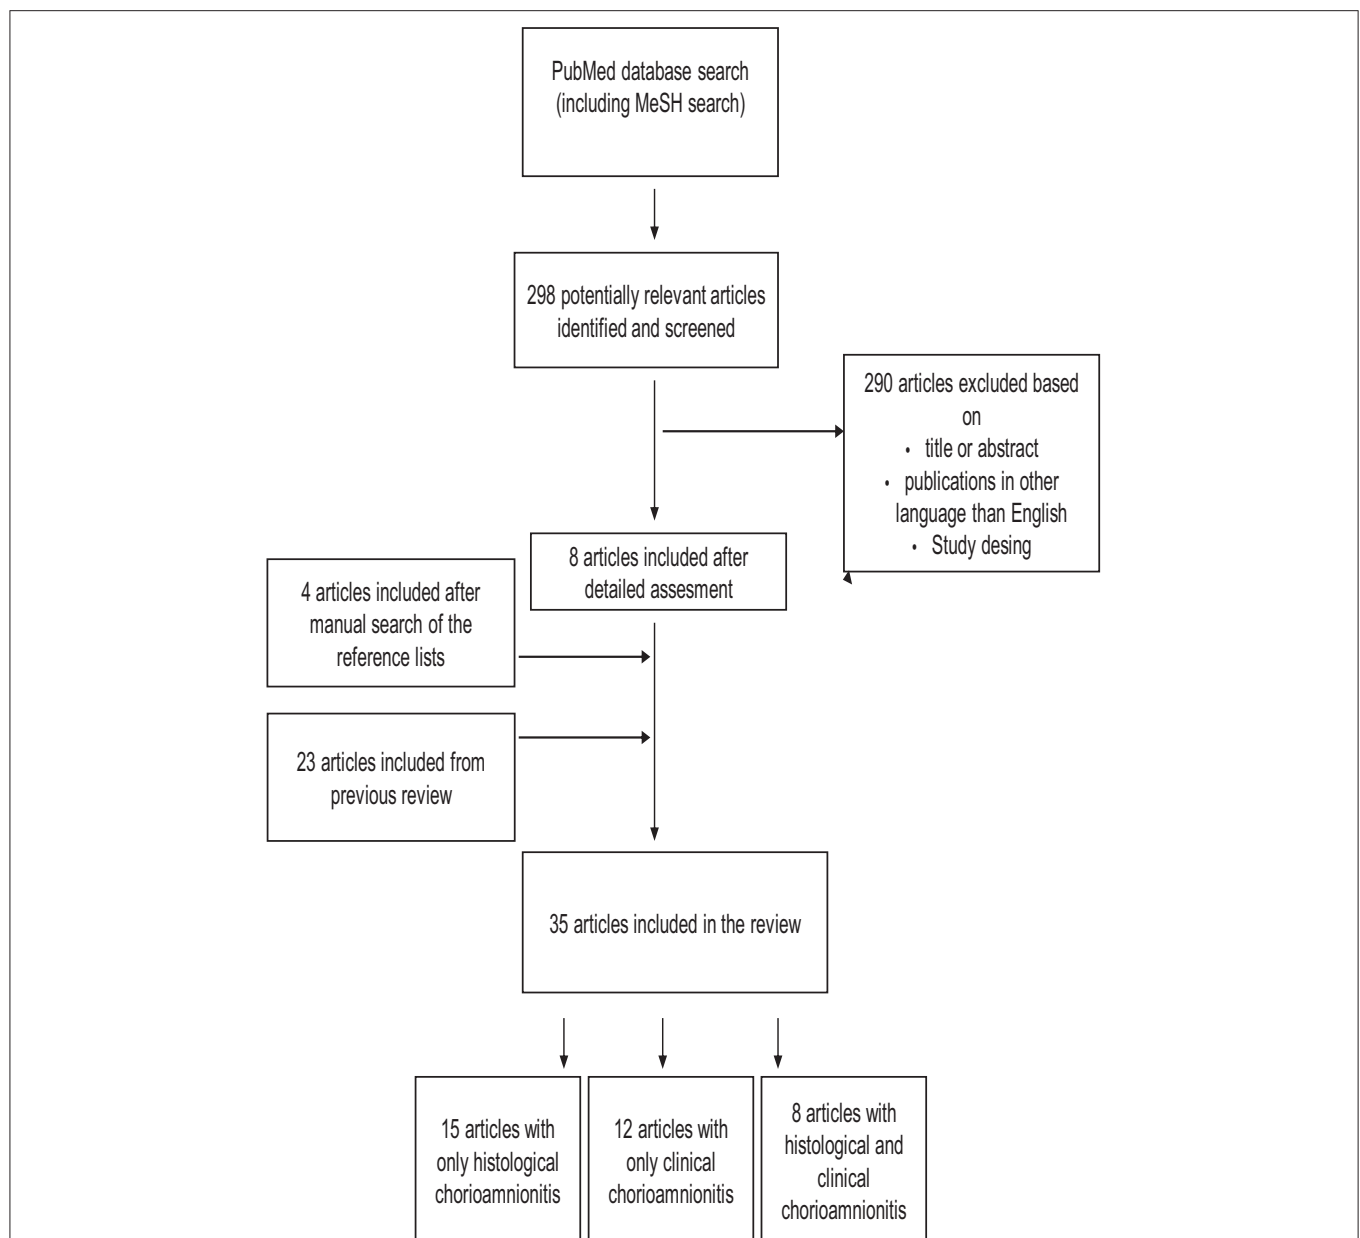 PubMed database search
(including MeSH search)
298 potentially relevant articles
identified and screened
290 articles excluded based
on
• title or abstract
• publications in other
language than English
• Study desing
8 articles included after
detailed assesment
4 articles included after
manual search of the
reference lists
23 articles included from
previous review
35 articles included in the review
15 articles with
only histological
chorioamnionitis
12 articles with
only clinical
chorioamnionitis
8 articles with
histological and
clinical
chorioamnionitis